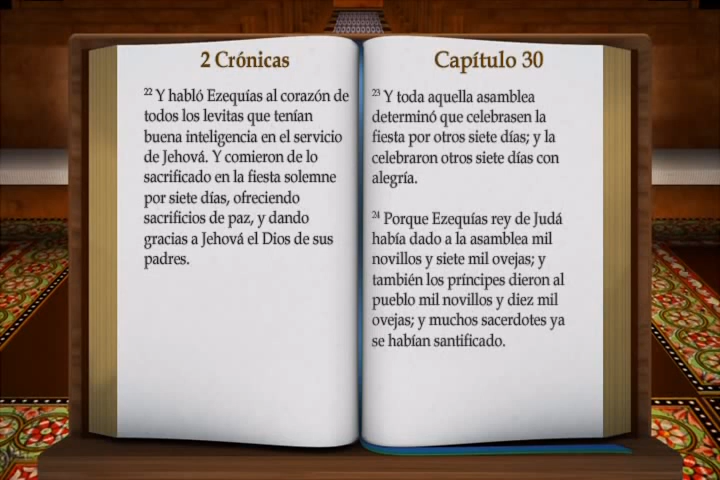 2 Crónicas
22 Y habló Ezequías al corazón de
todos los levitas que tenían
buena inteligencia en el servicio
de Jehová. Y comieron de lo
sacrificado en la fiesta solemne
por siete días, ofreciendo
sacrificios de paz, y dando
gracias a Jehová el Dios de sus
padres.
Capítulo 30
23 Y toda aquella asamblea
determinó que celebrasen la
fiesta por otros siete días; y la
celebraron otros siete días con
alegría.
24 Porque Ezequías rey de Judá
había dado a la asamblea mil
novillos y siete mil ovejas; y
también los príncipes dieron al
pueblo mil novillos y diez mil
ovejas; y muchos sacerdotes ya
se habían santificado.